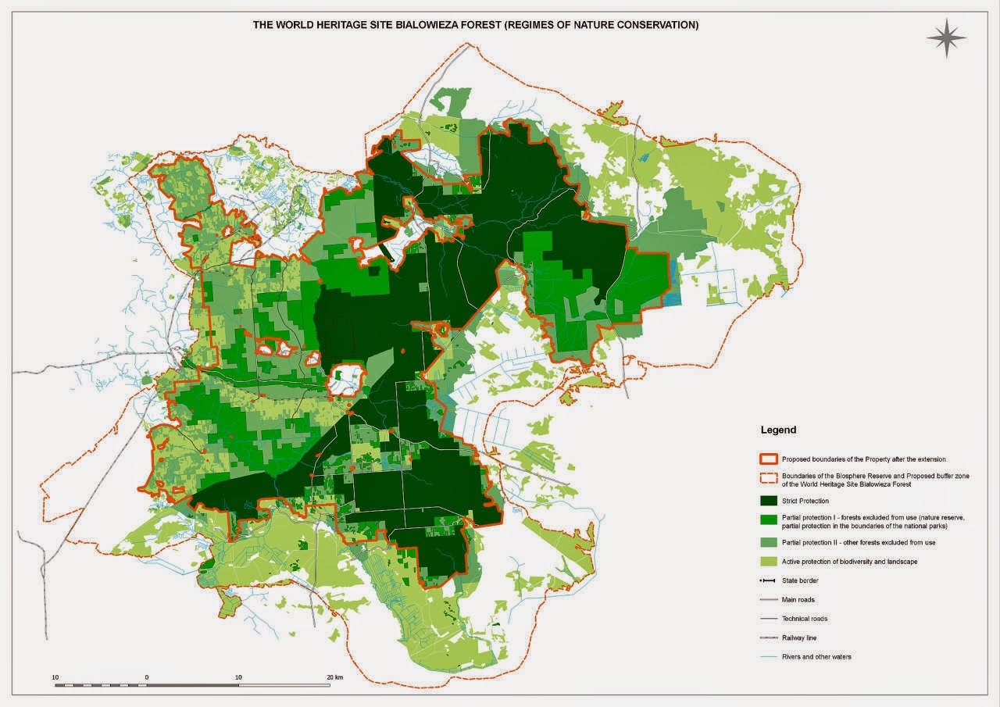 THE WORLD HERITAGE SITE BIALOWIEZA FOREST (REGIMES OF NATURE CONSERVATION)
Legend
Proposed boundaries of the Property after the extension
Boundaries of the Biosphere Reserve and Proposed buffer zone
of the World Heritage Site Bialowieza Forest
Strict Protection
Partial protection I - forests excluded from use (nature reserve,
partial protection in the boundaries of the national parks)
Partial protection II - other forests excluded from use
Active protection of biodiversity and landscape
State border
Main roads
Technical roads
Railway line
Rivers and other waters
10 0 10 20 km